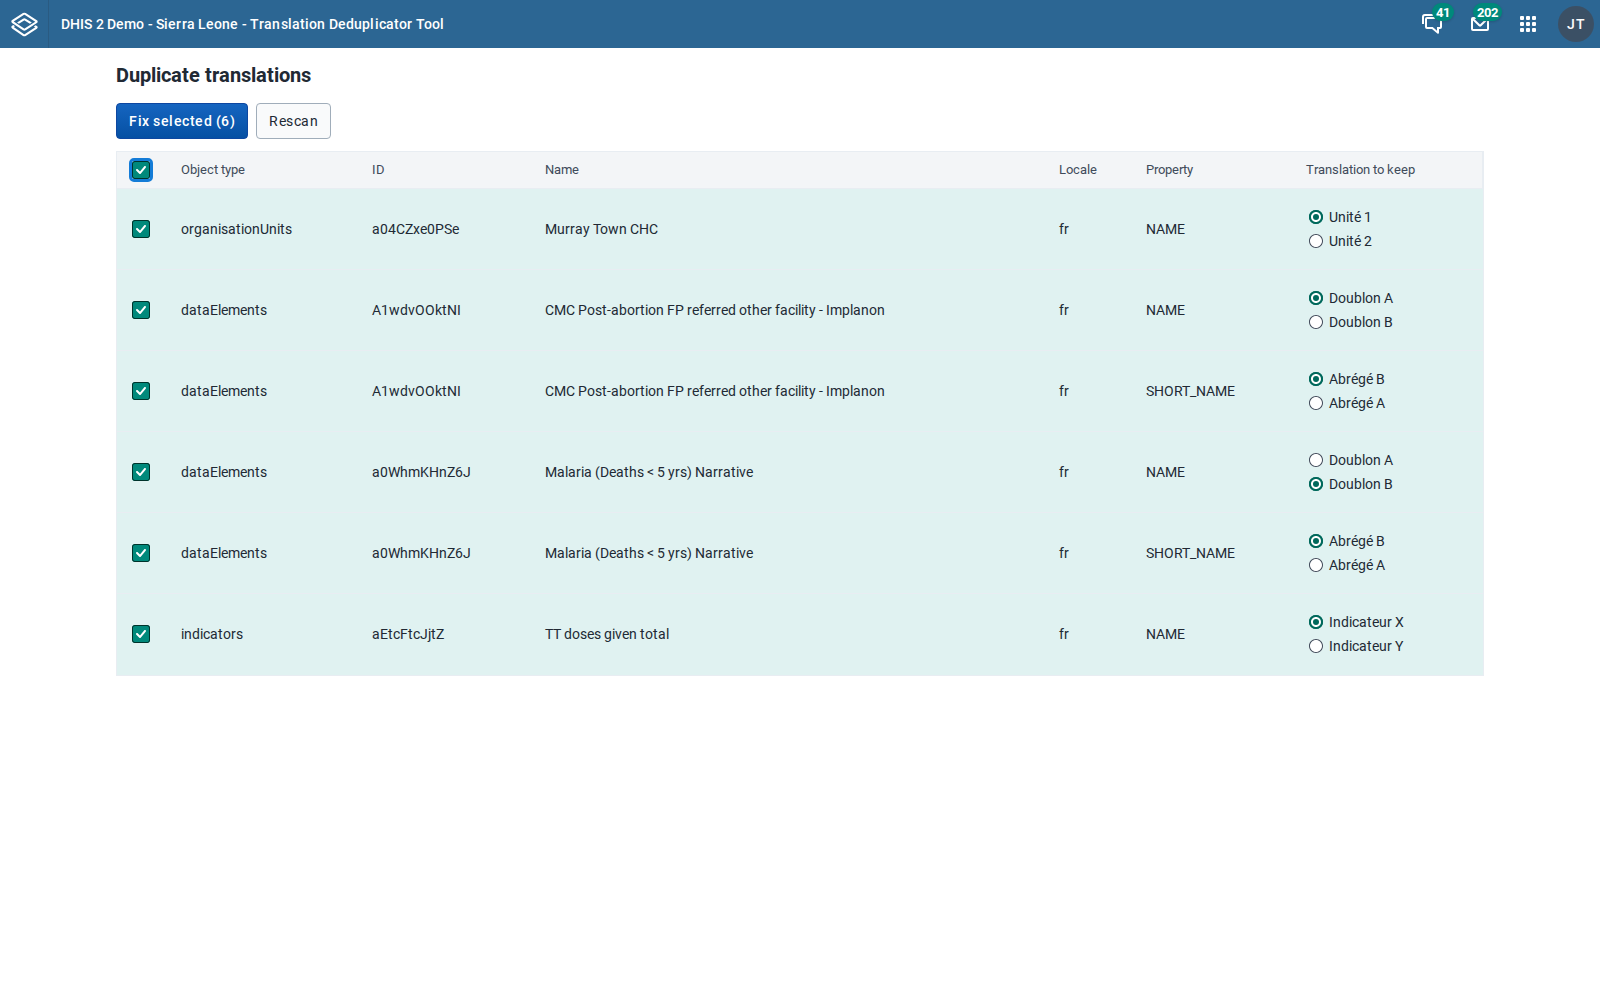 DHIS 2 Demo - Sierra Leone - Translation Deduplicator Tool
41
202
JT
Duplicate translations
Fix selected (6)
Rescan
Object type ID Name Locale Property Translation to keep
organisationUnits a04CZxe0PSe Murray Town CHC fr NAME
Unité 1
Unité 2
dataElements A1wdvOOktNI CMC Post-abortion FP referred other facility - Implanon fr NAME
Doublon A
Doublon B
dataElements A1wdvOOktNI CMC Post-abortion FP referred other facility - Implanon fr SHORT_NAME
Abrégé B
Abrégé A
dataElements a0WhmKHnZ6J Malaria (Deaths < 5 yrs) Narrative fr NAME
Doublon A
Doublon B
dataElements a0WhmKHnZ6J Malaria (Deaths < 5 yrs) Narrative fr SHORT_NAME
Abrégé B
Abrégé A
indicators aEtcFtcJjtZ TT doses given total fr NAME
Indicateur X
Indicateur Y